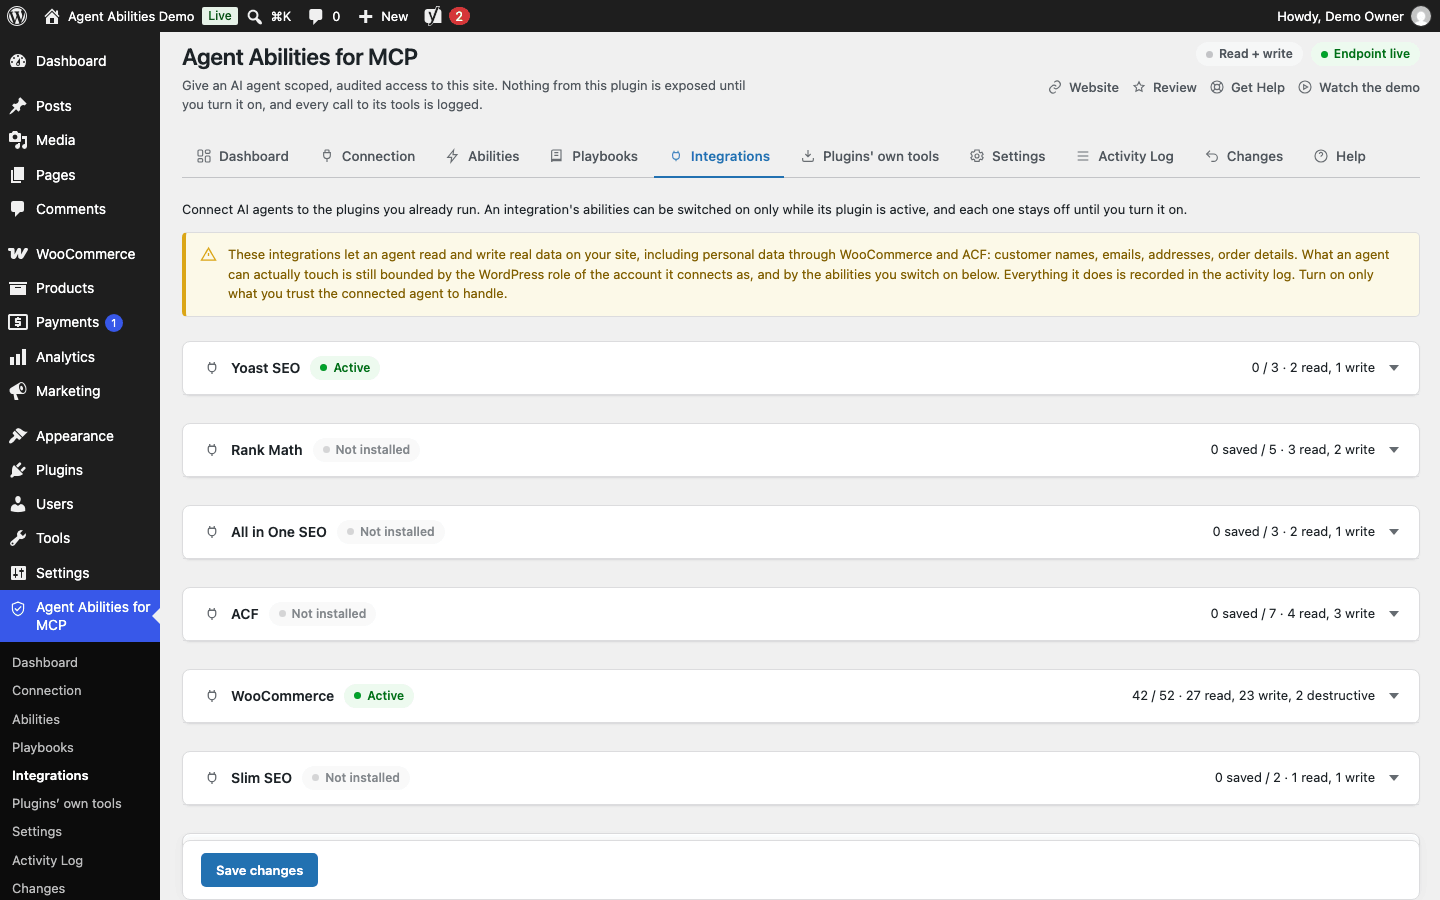 Agent Abilities Demo Live ⌘K 0 New 2 Howdy, Demo Owner
Dashboard
Posts
Media
Pages
Comments
WooCommerce
Products
Payments 1
Analytics
Marketing
Appearance
Plugins
Users
Tools
Settings
Agent Abilities for
MCP
Dashboard
Connection
Abilities
Playbooks
Integrations
Plugins' own tools
Settings
Activity Log
Changes
Agent Abilities for MCP
Read + write Endpoint live
Give an AI agent scoped, audited access to this site. Nothing from this plugin is exposed until
you turn it on, and every call to its tools is logged.
Website Review Get Help Watch the demo
Dashboard Connection Abilities Playbooks Integrations Plugins' own tools Settings Activity Log Changes Help
Connect AI agents to the plugins you already run. An integration's abilities can be switched on only while its plugin is active, and each one stays off until you turn it on.
These integrations let an agent read and write real data on your site, including personal data through WooCommerce and ACF: customer names, emails, addresses, order details. What an agent
can actually touch is still bounded by the WordPress role of the account it connects as, and by the abilities you switch on below. Everything it does is recorded in the activity log. Turn on only
what you trust the connected agent to handle.
Yoast SEO Active 0 / 3 · 2 read, 1 write
Rank Math Not installed 0 saved / 5 · 3 read, 2 write
All in One SEO Not installed 0 saved / 3 · 2 read, 1 write
ACF Not installed 0 saved / 7 · 4 read, 3 write
WooCommerce Active 42 / 52 · 27 read, 23 write, 2 destructive
Slim SEO Not installed 0 saved / 2 · 1 read, 1 write
Save changes